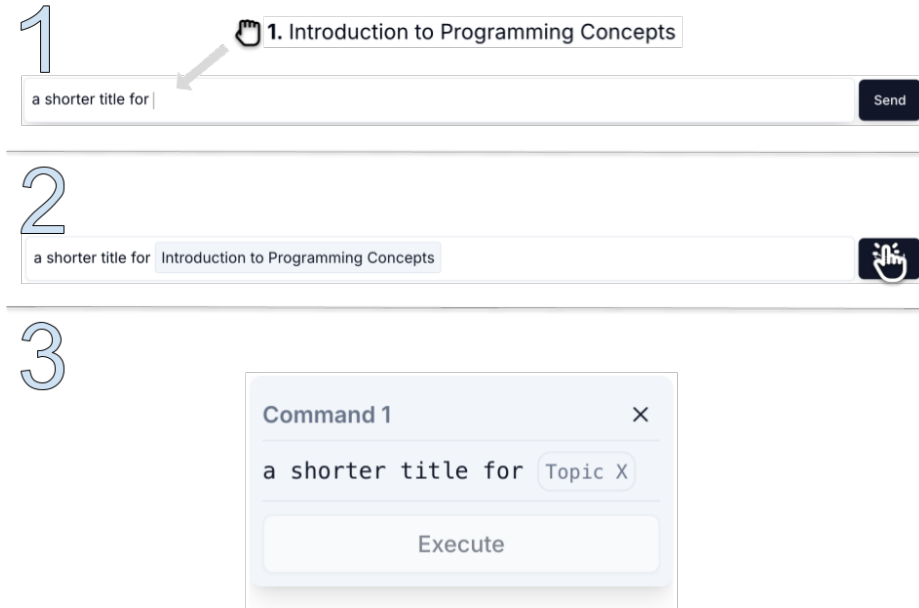 1
1. Introduction to Programming Concepts
a shorter title for
Send
2
a shorter title for Introduction to Programming Concepts
3
Command 1
a shorter title for Topic X
Execute